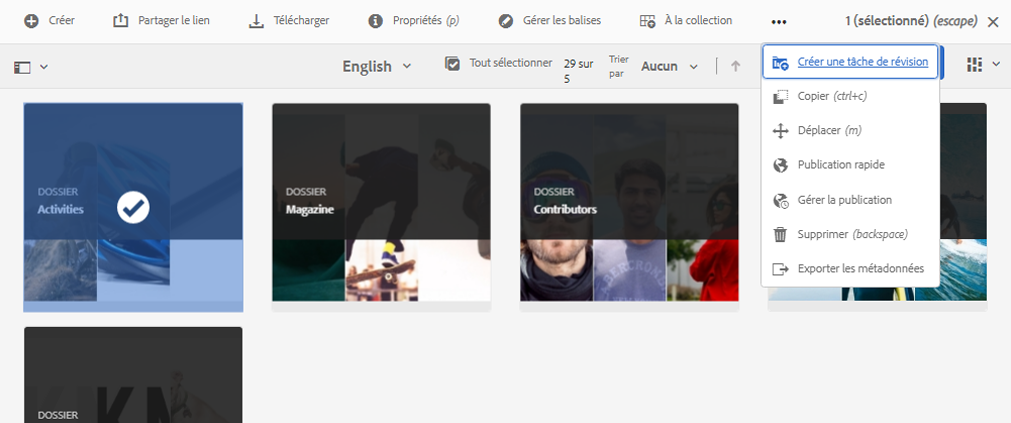 Créer
Partager le lien
Télécharger
Propriétés (p)
Gérer les balises
À la collection
1 (sélectionné) (escape)
English
Tout sélectionner
29 sur
5
Trier
par
Aucun
Créer une tâche de révision
Copier (ctrl+c)
Déplacer (m)
Publication rapide
Gérer la publication
Supprimer (backspace)
Exporter les métadonnées
DOSSIER
Activities
DOSSIER
Magazine
DOSSIER
Contributors
DOSSIER